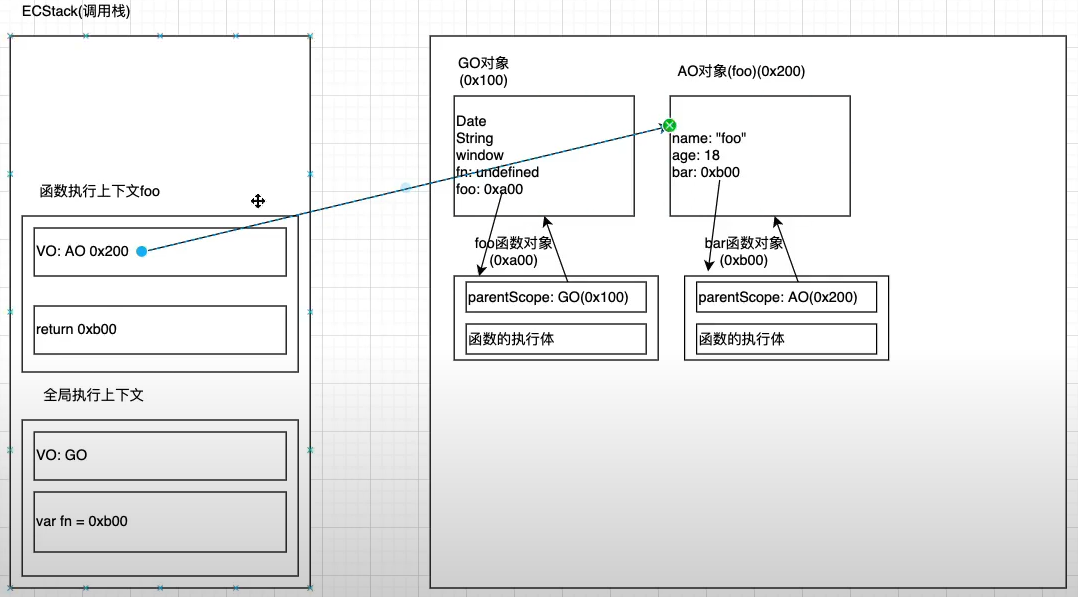 ECStack(调用栈)
函数执行上下文foo
VO: AO 0x200
return 0xb00
全局执行上下文
VO: GO
var fn = 0xb00
GO对象
(0x100)
Date
String
window
fn: undefined
foo: 0xa00
foo函数对象
(0xa00)
parentScope: GO(0x100)
函数的执行体
AO对象(foo)(0x200)
name: "foo"
age: 18
bar: 0xb00
bar函数对象
(0xb00)
parentScope: AO(0x200)
函数的执行体